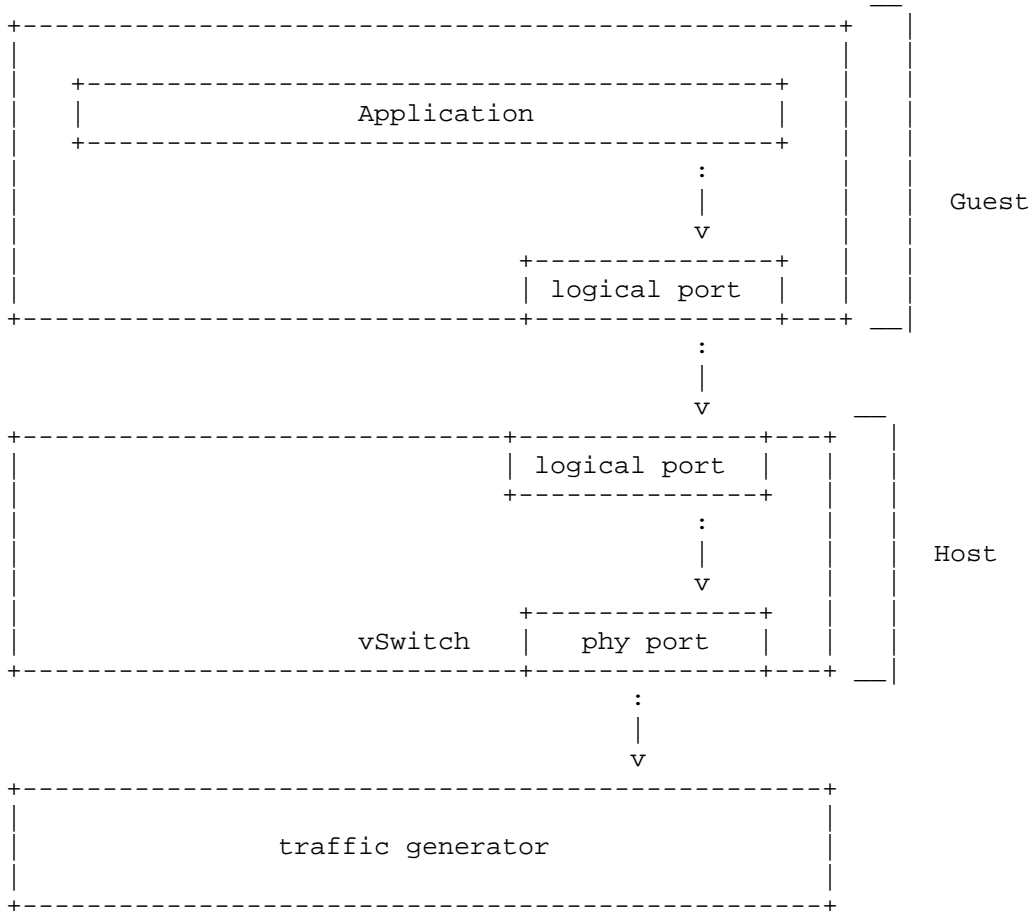 Application
Guest
v
logical port
v
logical port
Host
v
vSwitch phy port
v
traffic generator